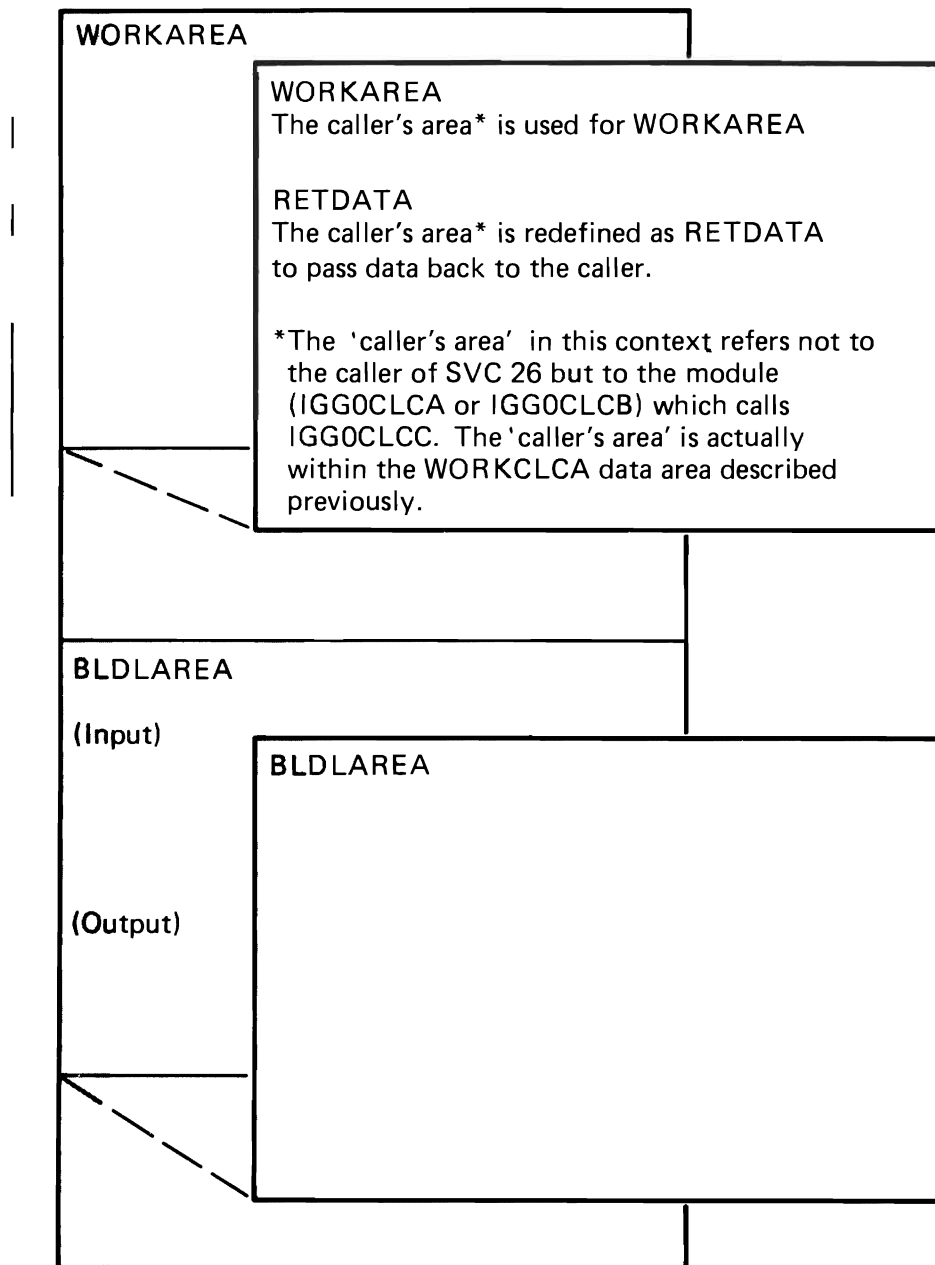 WORKAREA
WORKAREA
The caller's area* is used for WORKAREA
RETDATA
The caller's area* is redefined as RETDATA
to pass data back to the caller.
*The 'caller's area' in this context refers not to
the caller of SVC 26 but to the module
(IGG0CLCA or IGG0CLCB) which calls
IGG0CLCC. The 'caller's area' is actually
within the WORKCLCA data area described
previously.
BLDLAREA
(Input)
BLDLAREA
(Output)